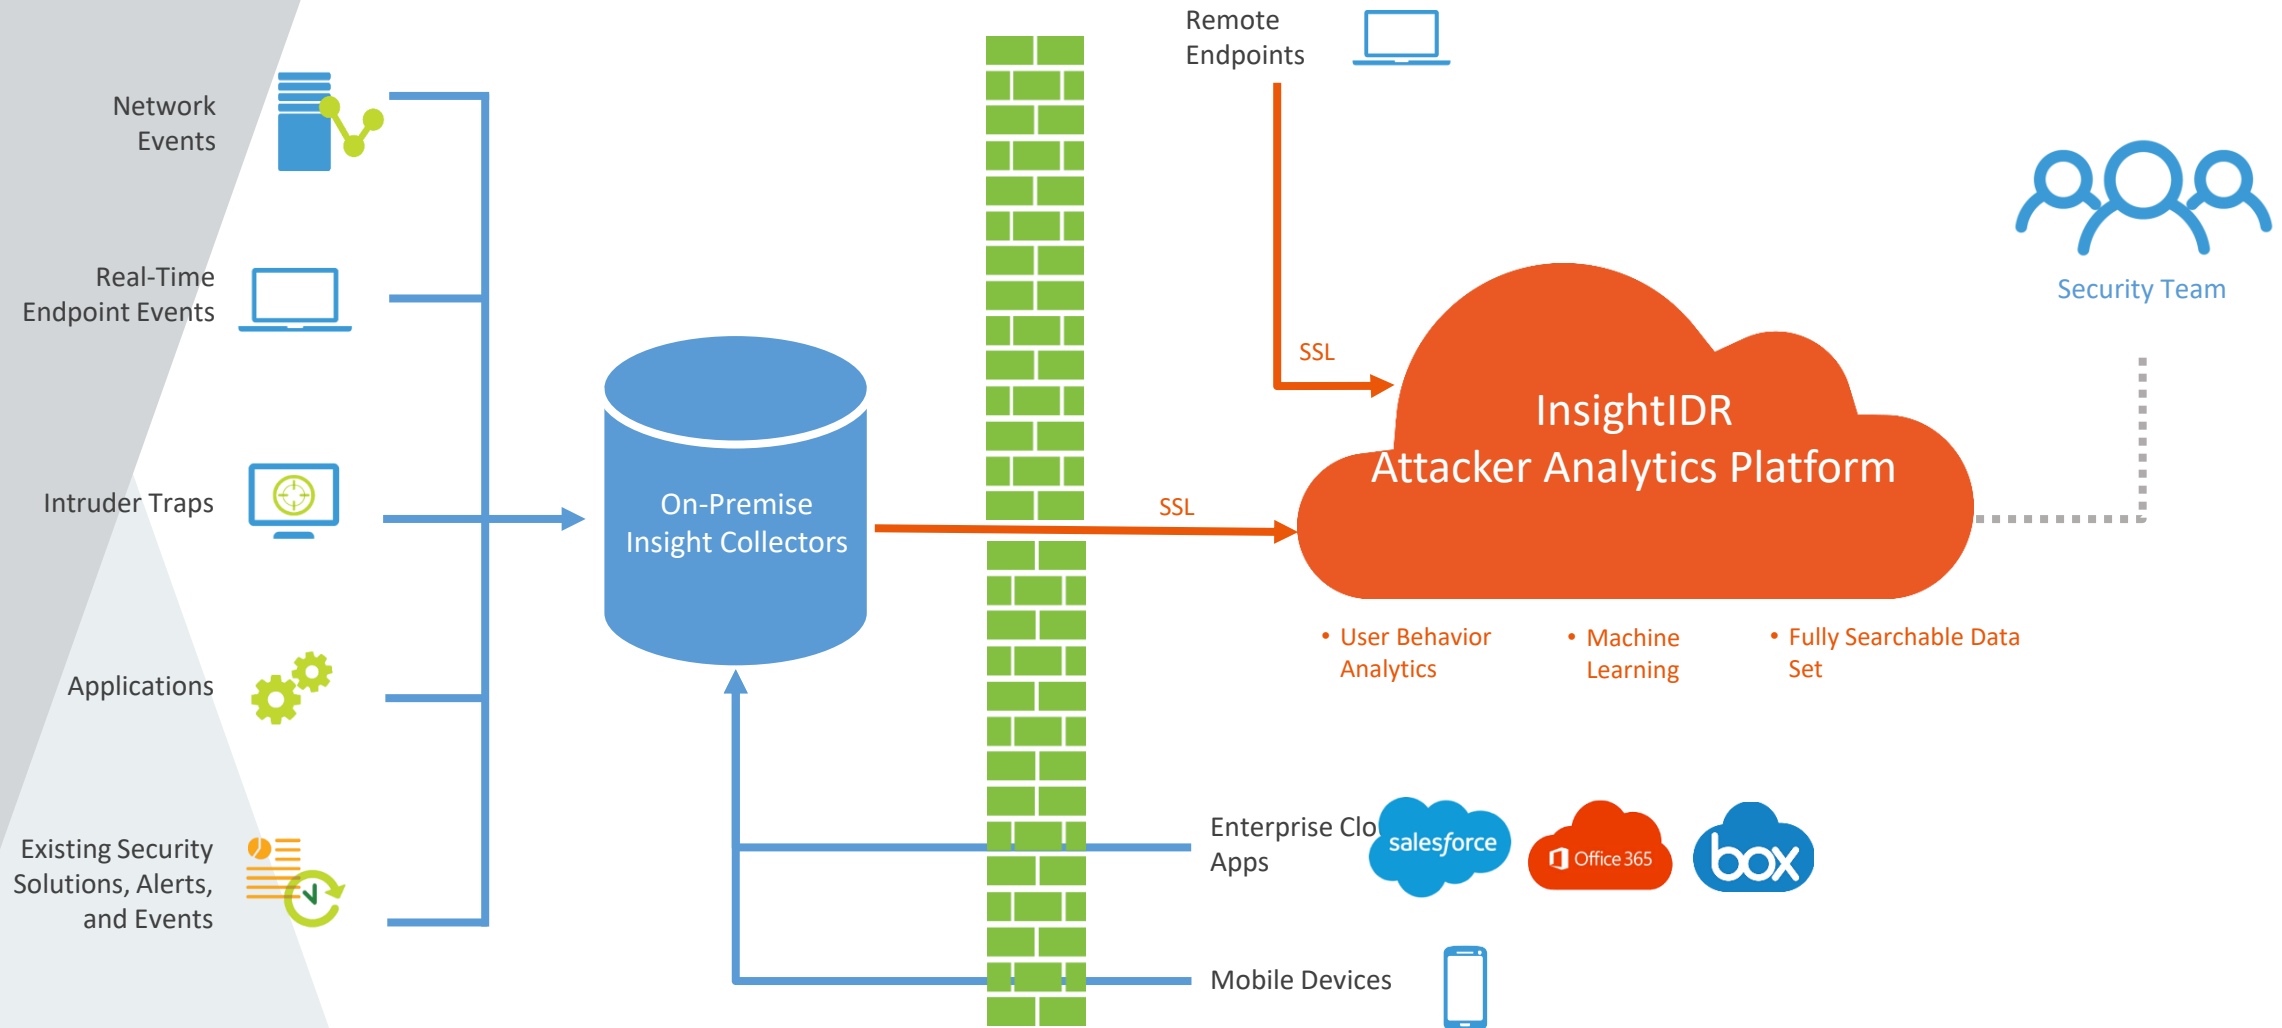 Network
Events
Real-Time
Endpoint Events
Intruder Traps
Applications
Existing Security
Solutions, Alerts,
and Events
On-Premise
Insight Collectors
Remote
Endpoints
SSL
SSL
InsightIDR
Attacker Analytics Platform
• User Behavior
Analytics
• Machine
Learning
• Fully Searchable Data
Set
Security Team
Enterprise Clo
Apps
salesforce
Office 365
box
Mobile Devices